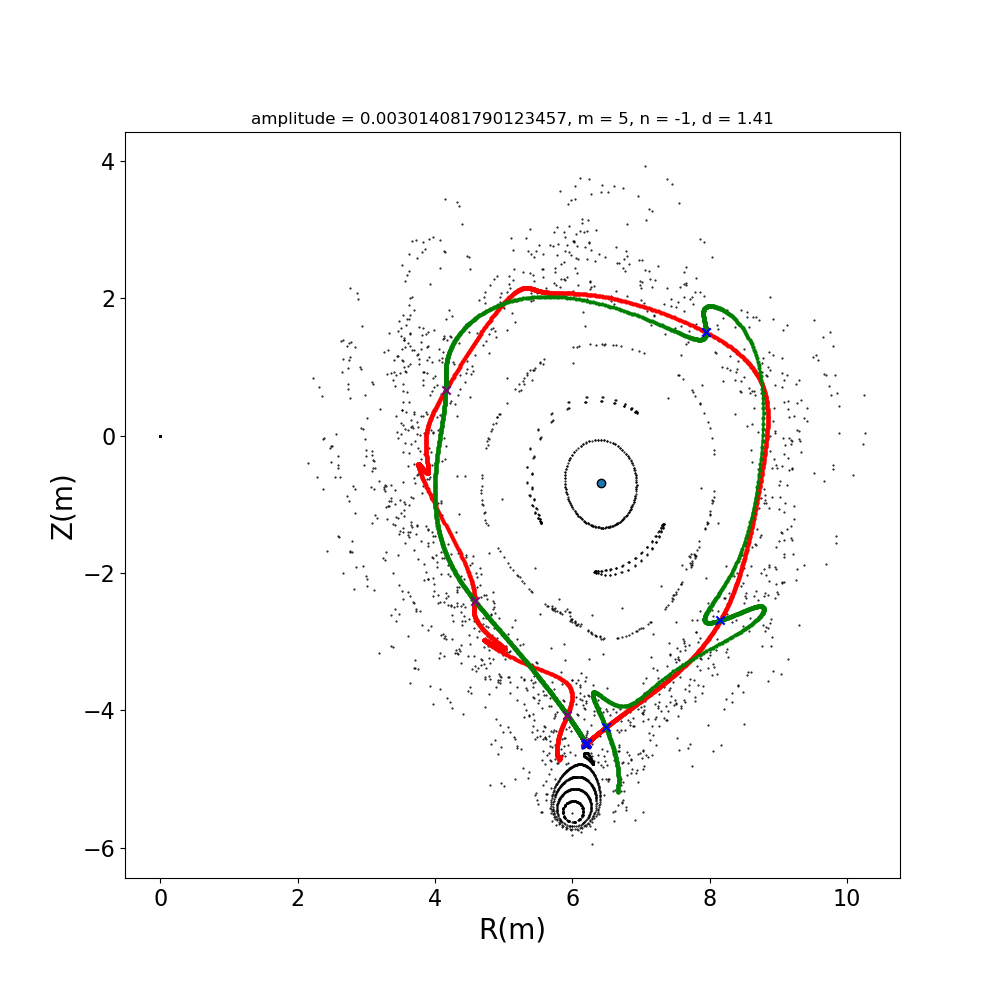 amplitude = 0.003014081790123457, m = 5, n = -1, d = 1.41
4
2
0
−2
−4
−6
Z(m)
0 2 4 6 8 10
R(m)